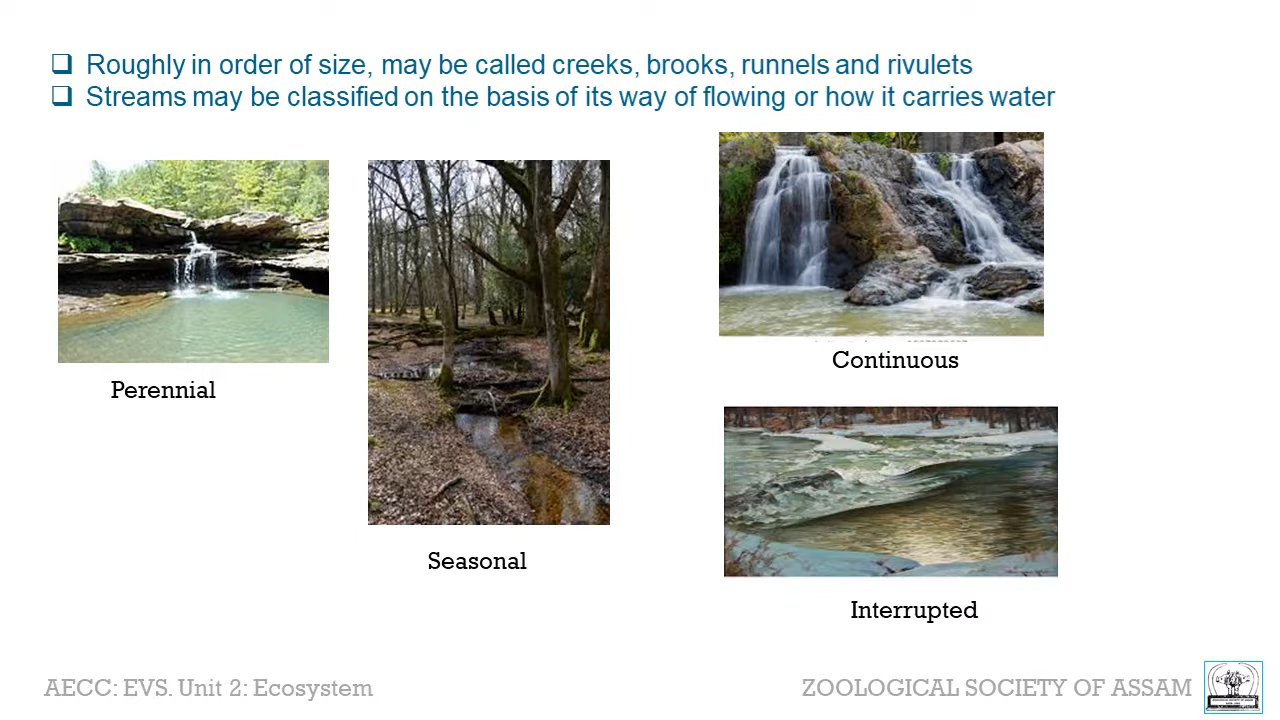 Roughly in order of size, may be called creeks, brooks, runnels and rivulets
Streams may be classified on the basis of its way of flowing or how it carries water
Perennial
Seasonal
Continuous
Interrupted
AECC: EVS. Unit 2: Ecosystem
ZOOLOGICAL SOCIETY OF ASSAM